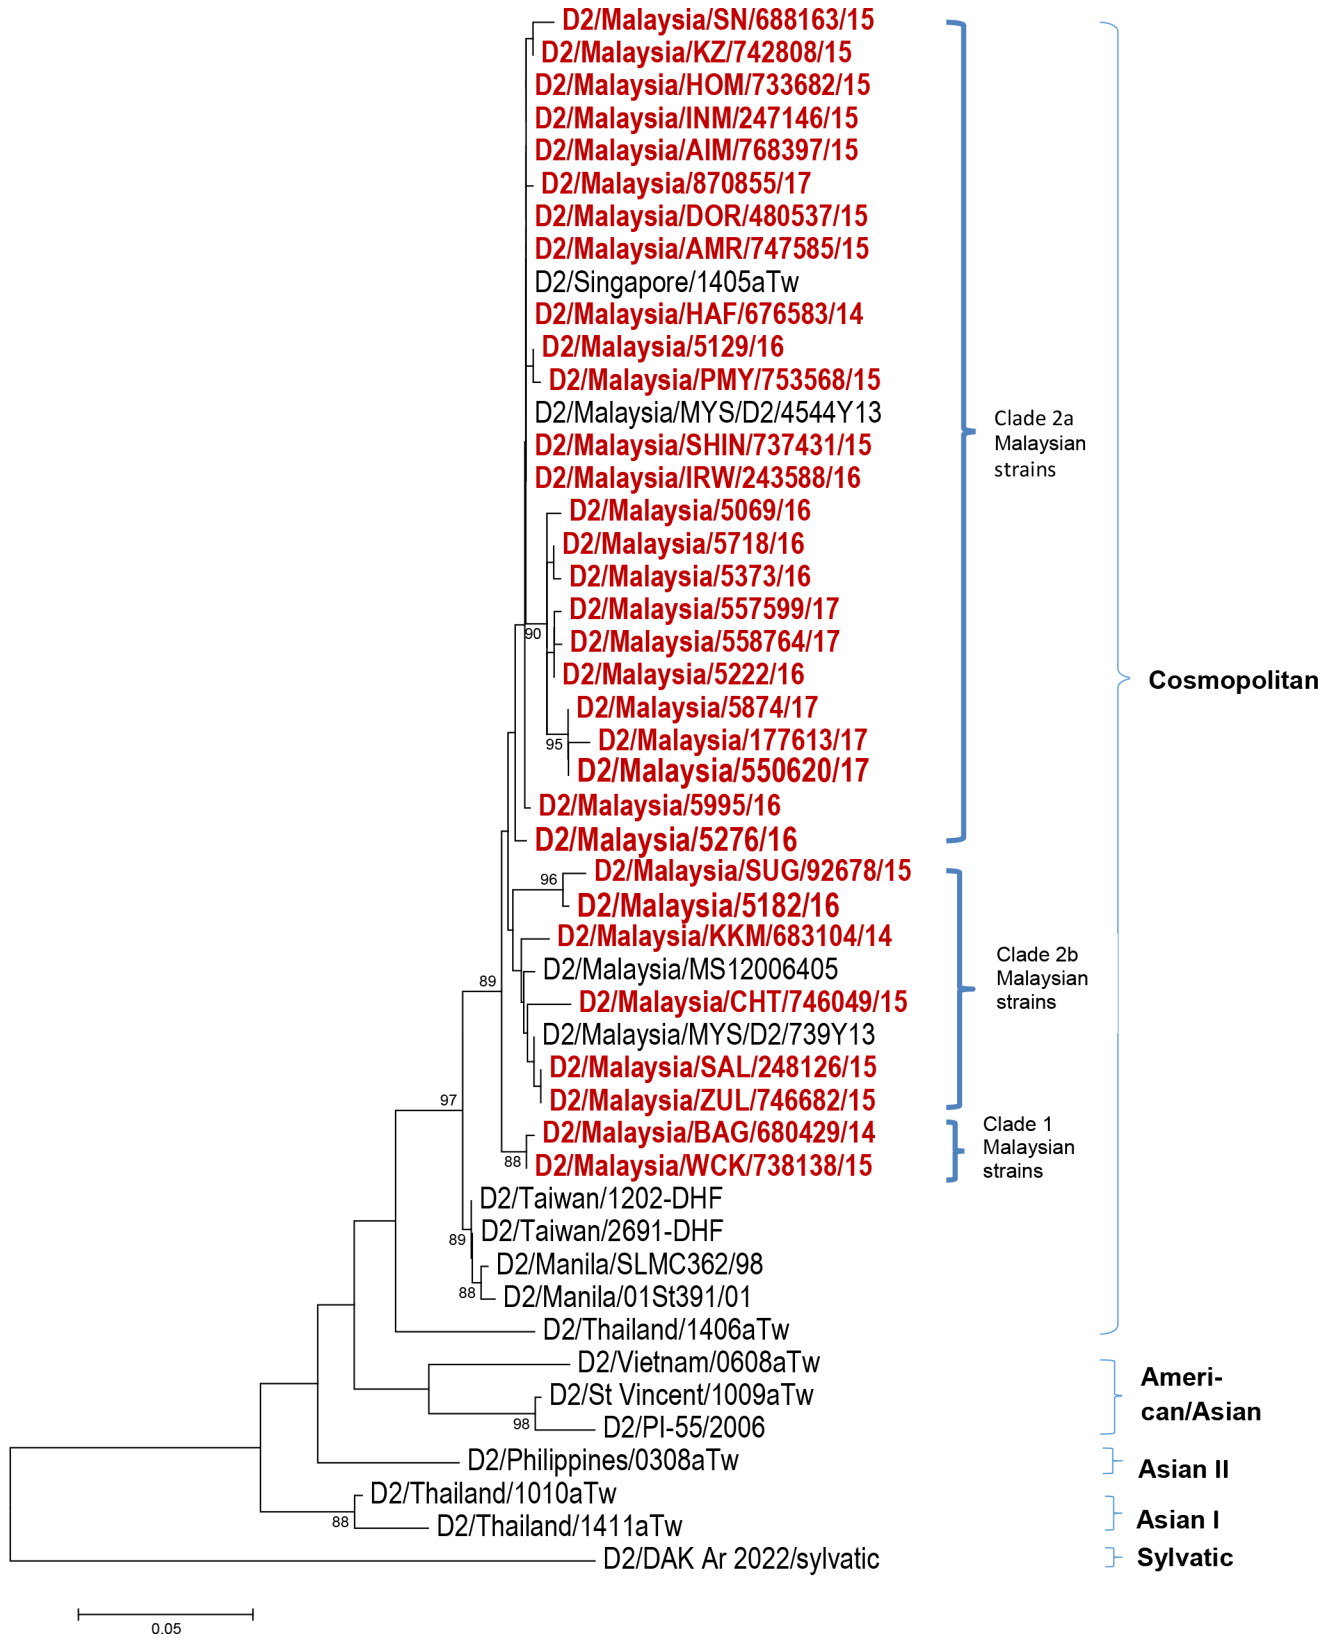 D2/Malaysia/SN/688163/15
D2/Malaysia/KZ/742808/15
D2/Malaysia/HOM/733682/15
D2/Malaysia/INM/247146/15
D2/Malaysia/AIM/768397/15
D2/Malaysia/870855/17
D2/Malaysia/DOR/480537/15
D2/Malaysia/AMR/747585/15
D2/Singapore/1405aTw
D2/Malaysia/HAF/676583/14
D2/Malaysia/5129/16
D2/Malaysia/PMY/753568/15
D2/Malaysia/MYS/D2/4544Y13
D2/Malaysia/SHIN/737431/15
D2/Malaysia/IRW/243588/16
D2/Malaysia/5069/16
D2/Malaysia/5718/16
D2/Malaysia/5373/16
D2/Malaysia/557599/17
90
D2/Malaysia/558764/17
D2/Malaysia/5222/16
D2/Malaysia/5874/17
95
D2/Malaysia/177613/17
D2/Malaysia/550620/17
D2/Malaysia/5995/16
D2/Malaysia/5276/16
Clade 2a
Malaysian
strains
Cosmopolitan
96
D2/Malaysia/SUG/92678/15
D2/Malaysia/5182/16
D2/Malaysia/KKM/683104/14
D2/Malaysia/MS12006405
89
D2/Malaysia/CHT/746049/15
D2/Malaysia/MYS/D2/739Y13
D2/Malaysia/SAL/248126/15
D2/Malaysia/ZUL/746682/15
Clade 2b
Malaysian
strains
97
D2/Malaysia/BAG/680429/14
88
D2/Malaysia/WCK/738138/15
Clade 1
Malaysian
strains
D2/Taiwan/1202-DHF
D2/Taiwan/2691-DHF
89
D2/Manila/SLMC362/98
88
D2/Manila/01St391/01
D2/Thailand/1406aTw
D2/Vietnam/0608aTw
D2/St Vincent/1009aTw
98
D2/PI-55/2006
Ameri-
can/Asian
D2/Philippines/0308aTw
Asian II
D2/Thailand/1010aTw
88
D2/Thailand/1411aTw
Asian I
D2/DAK Ar 2022/sylvatic
Sylvatic
0.05